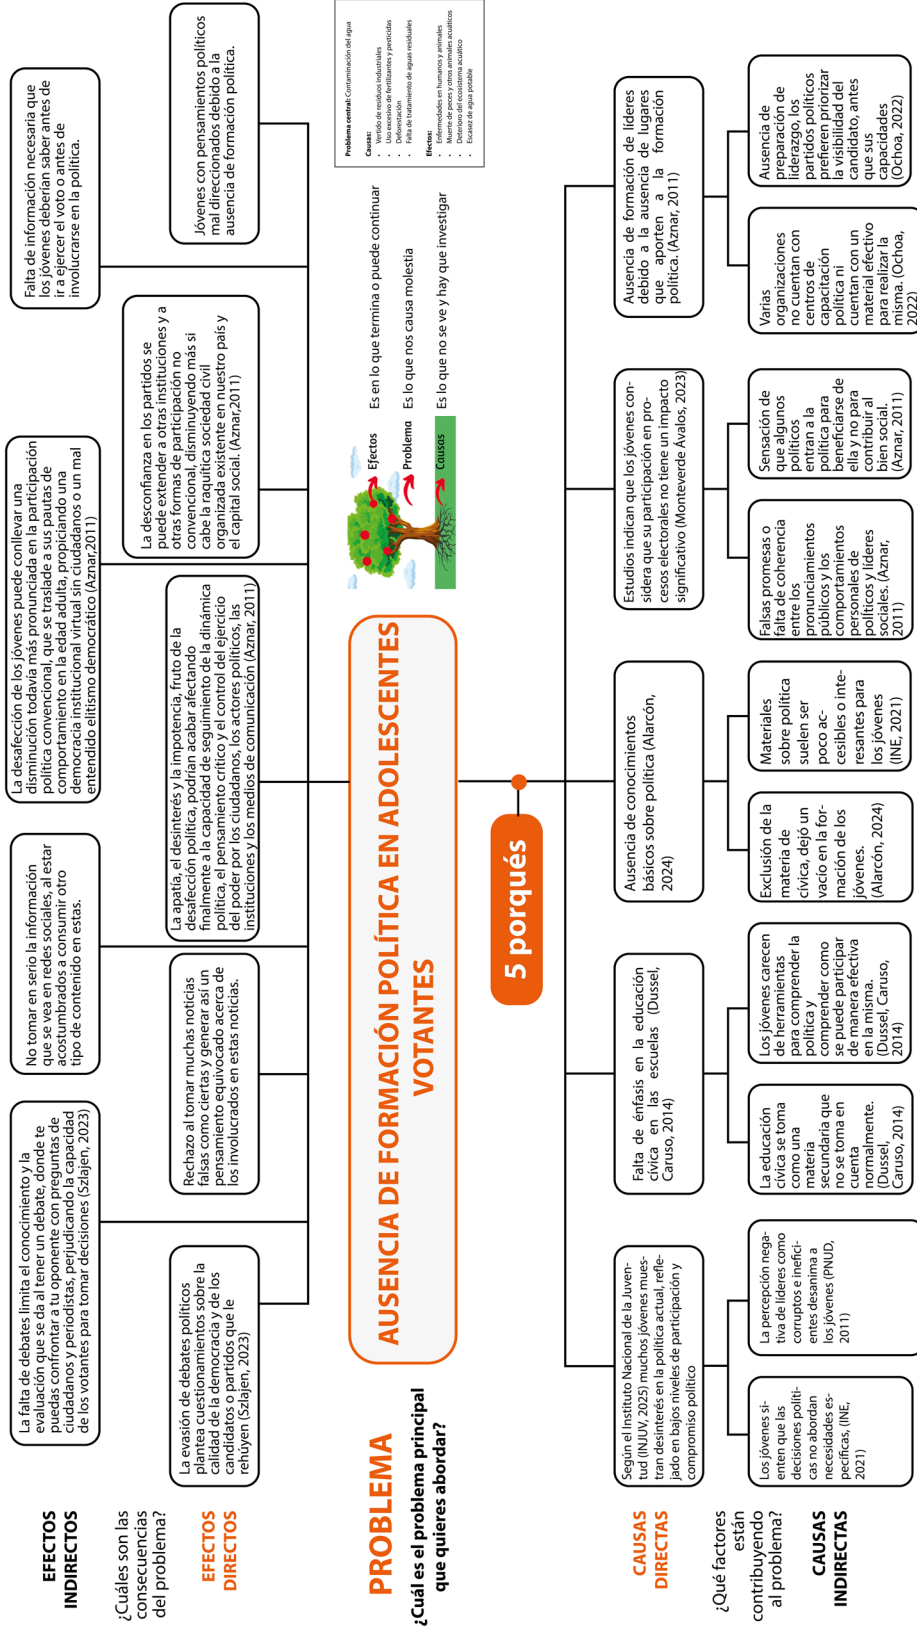 EFECTOS
INDIRECTOS
La falta de debates limita el conocimiento y la
evaluación que se da al tener un debate, donde te
puedas confrontar a tu oponente con preguntas de
ciudadanos y periodistas, perjudicando la capacidad
de los votantes para tomar decisiones (Szlajen, 2023)
No tomar en serio la información
que se vea en redes sociales, al estar
acostumbrados a consumir otro
tipo de contenido en estas.
La desafección de los jóvenes puede conllevar una
disminución todavía más pronunciada en la participación
política convencional, que se traslade a sus pautas de
comportamiento en la edad adulta, propiciando una
democracia institucional virtual sin ciudadanos o un mal
entendido elitismo democrático (Aznar,2011)
Falta de información necesaria que
los jóvenes deberían saber antes de
ir a ejercer el voto o antes de
involucrarse en la política.
¿Cuáles son las
consecuencias
del problema?
EFECTOS
DIRECTOS
La evasión de debates políticos
plantea cuestionamientos sobre la
calidad de la democracia y de los
candidatos o partidos que le
rehúyen (Szlajen, 2023)
Rechazo al tomar muchas noticias
falsas como ciertas y generar así un
pensamiento equivocado acerca de
los involucrados en estas noticias.
La apatía, el desinterés y la impotencia, fruto de la
desafección política, podrían acabar afectando
finalmente a la capacidad de seguimiento de la dinámica
política, el pensamiento crítico y el control del ejercicio
del poder por los ciudadanos, los actores políticos, las
instituciones y los medios de comunicación (Aznar, 2011)
La desconfianza en los partidos se
puede extender a otras instituciones y a
otras formas de participación no
convencional, disminuyendo más si
cabe la raquítica sociedad civil
organizada existente en nuestro país y
el capital social. (Aznar,2011)
Jóvenes con pensamientos políticos
mal direccionados debido a la
ausencia de formación política.
PROBLEMA
¿Cuál es el problema principal
que quieres abordar?
AUSENCIA DE FORMACIÓN POLÍTICA EN ADOLESCENTES
VOTANTES
Efectos
Problema
Causas
Es en lo que termina o puede continuar
Es lo que nos causa molestia
Es lo que no se ve y hay que investigar
Problema central: Contaminación del agua
Causas:
• Vertido de residuos industriales
• Uso excesivo de fertilizantes y pesticidas
• Deforestación
• Falta de tratamiento de aguas residuales
Efectos:
• Enfermedades en humanos y animales
• Muerte de peces y otros animales acuáticos
• Deterioro del ecosistema acuático
• Escasez de agua potable
5 porqués
CAUSAS
DIRECTAS
Según el Instituto Nacional de la Juven-
tud (INJUV, 2025) muchos jóvenes mues-
tran desinterés en la política actual, refle-
jado en bajos niveles de participación y
compromiso político
Falta de énfasis en la educación
cívica en las escuelas (Dussel,
Caruso, 2014)
Ausencia de conocimientos
básicos sobre política (Alarcón,
2024)
Estudios indican que los jóvenes con-
sidera que su participación en pro-
cesos electorales no tiene un impacto
significativo (Monteverde Ávalos, 2023)
Ausencia de formación de líderes
debido a la ausencia de lugares
que aporten a la formación
política. (Aznar, 2011)
¿Qué factores
están
contribuyendo
al problema?
CAUSAS
INDIRECTAS
Los jóvenes si-
enten que las
decisiones políti-
cas no abordan
necesidades es-
pecíficas, (INE,
2021)
La percepción nega-
tiva de líderes como
corruptos e inefici-
entes desanima a
los jóvenes (PNUD,
2011)
La educación
cívica se toma
como una
materia
secundaria que
no se toma en
cuenta
normalmente.
(Dussel,
Caruso, 2014)
Los jóvenes carecen
de herramientas
para comprender la
política y
comprender como
se puede participar
de manera efectiva
en la misma.
(Dussel, Caruso,
2014)
Exclusión de la
materia de
cívica, dejó un
vacío en la for-
mación de los
jóvenes.
(Alarcón, 2024)
Materiales
sobre política
suelen ser
poco ac-
cesibles o inte-
resantes para
los jóvenes
(INE, 2021)
Falsas promesas o
falta de coherencia
entre los
pronunciamientos
públicos y los
comportamientos
personales de
políticos y líderes
sociales. (Aznar,
2011)
Sensación de
que algunos
políticos
entran a la
política para
beneficiarse de
ella y no para
contribuir al
bien social.
(Aznar, 2011)
Varias
organizaciones
no cuentan con
centros de
capacitación
política ni
cuentan con un
material efectivo
para realizar la
misma. (Ochoa,
2022)
Ausencia de
preparación de
liderazgo, los
partidos políticos
prefieren priorizar
la visibilidad del
candidato, antes
que sus
capacidades
(Ochoa, 2022)